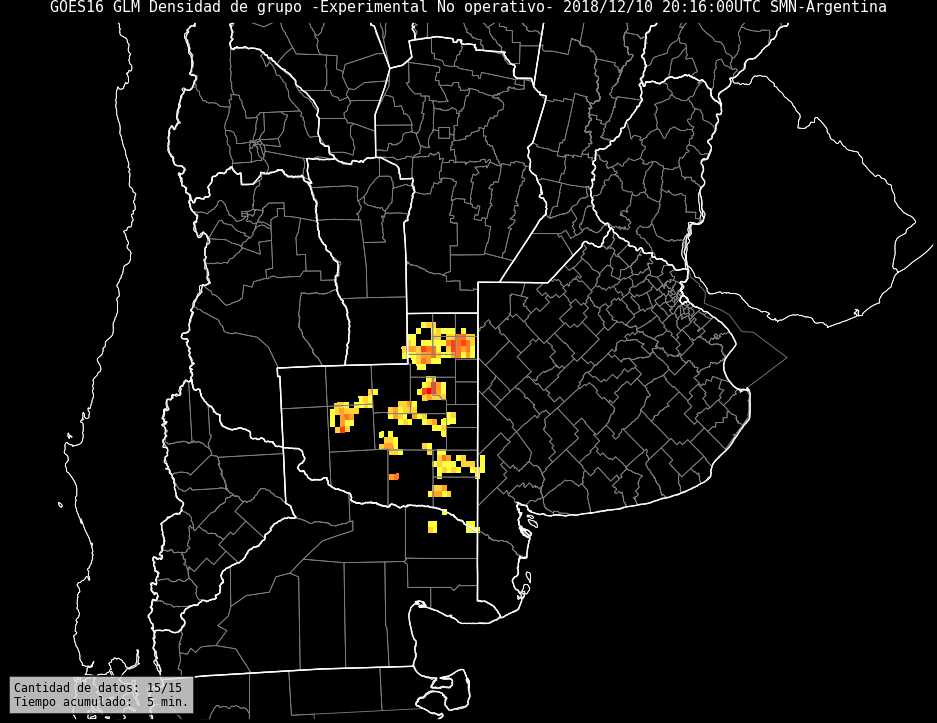 GOES16 GLM Densidad de grupo -Experimental No operativo- 2018/12/10 20:16:00UTC SMN-Argentina
Cantidad de datos: 15/15
Tiempo acumulado:  5 min.